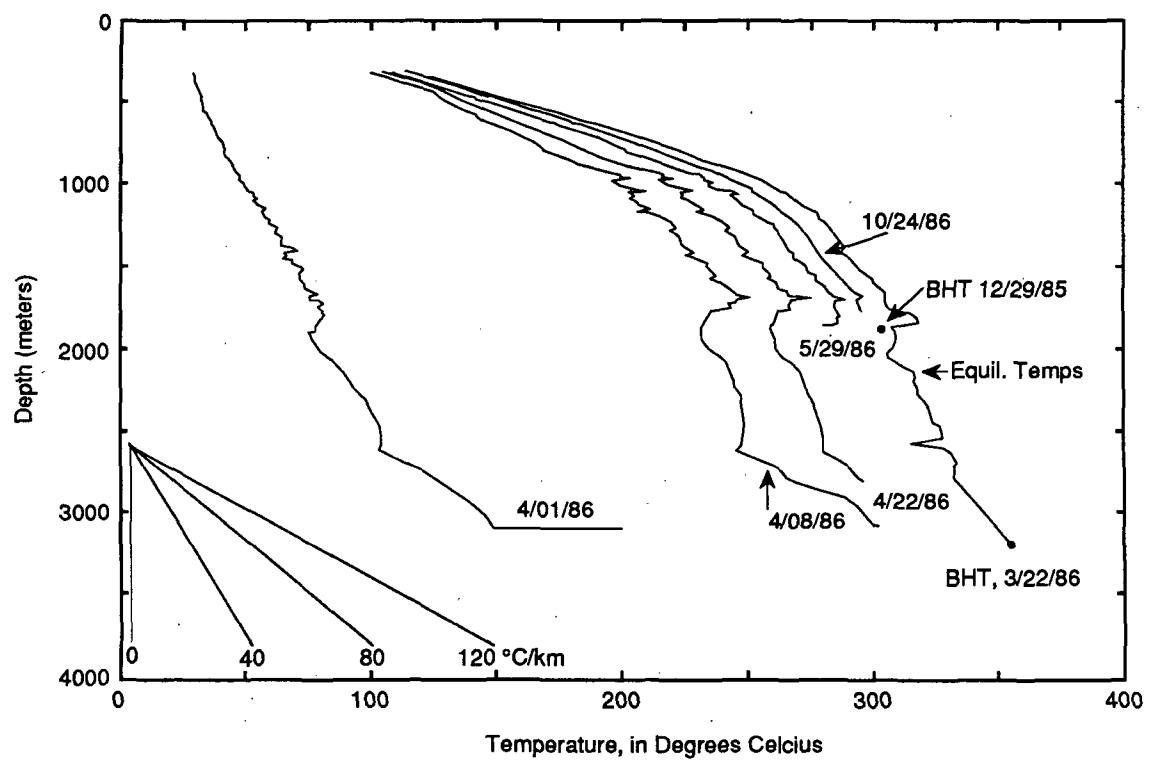 0
1000
2000
3000
4000
Depth (meters)
10/24/86
BHT 12/29/85
5/29/86
Equil. Temps
4/01/86
4/22/86
4/08/86
BHT, 3/22/86
0 40 80 120 °C/km
0 100 200 300 400
Temperature, in Degrees Celcius